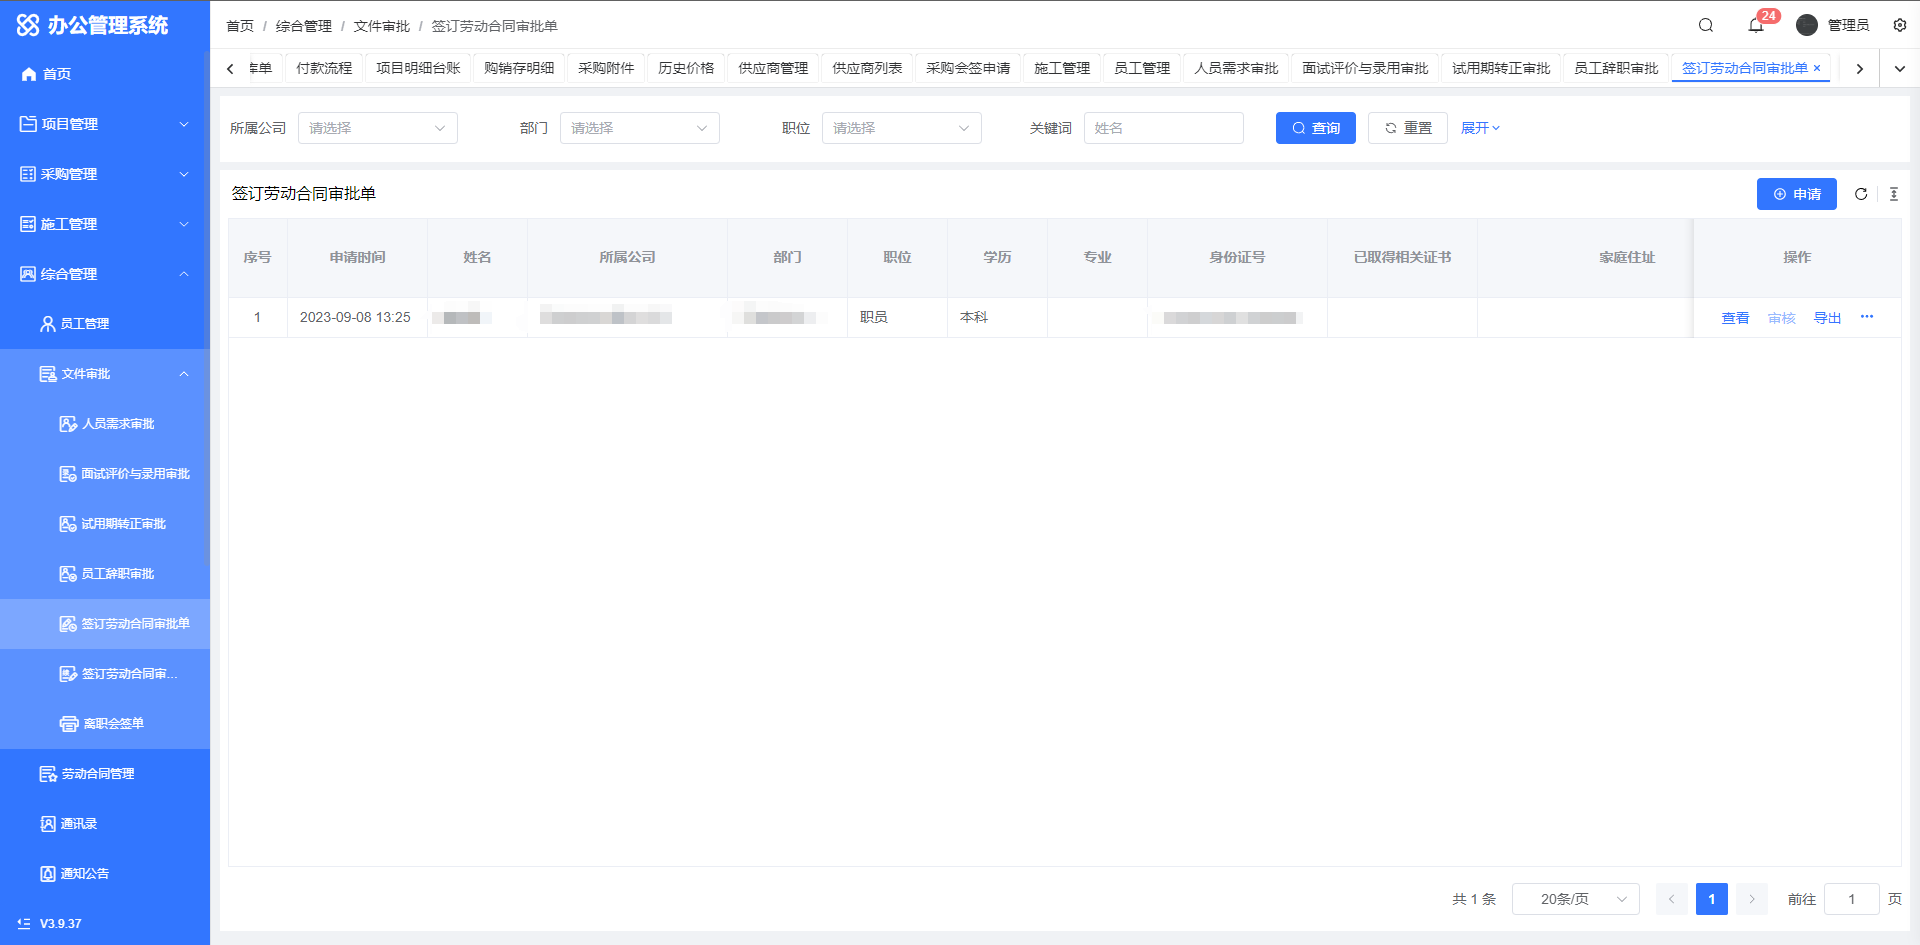 办公管理系统
首页
项目管理
采购管理
施工管理
综合管理
员工管理
文件审批
人员需求审批
面试评价与录用审批
试用期转正审批
员工辞职审批
签订劳动合同审批单
签订劳动合同审...
离职会签单
劳动合同管理
通讯录
通知公告
V3.9.37
首页 / 综合管理 / 文件审批 / 签订劳动合同审批单
24
管理员
库单 付款流程 项目明细台账 购销存明细 采购附件 历史价格 供应商管理 供应商列表 采购会签申请 施工管理 员工管理 人员需求审批 面试评价与录用审批 试用期转正审批 员工辞职审批 签订劳动合同审批单
所属公司 请选择 部门 请选择 职位 请选择 关键词 姓名 查询 重置 展开
签订劳动合同审批单
申请
序号 申请时间 姓名 所属公司 部门 职位 学历 专业 身份证号 已取得相关证书 家庭住址 操作
1 2023-09-08 13:25 职员 本科 查看 审核 导出 ···
共 1 条 20条/页 1 前往 1 页